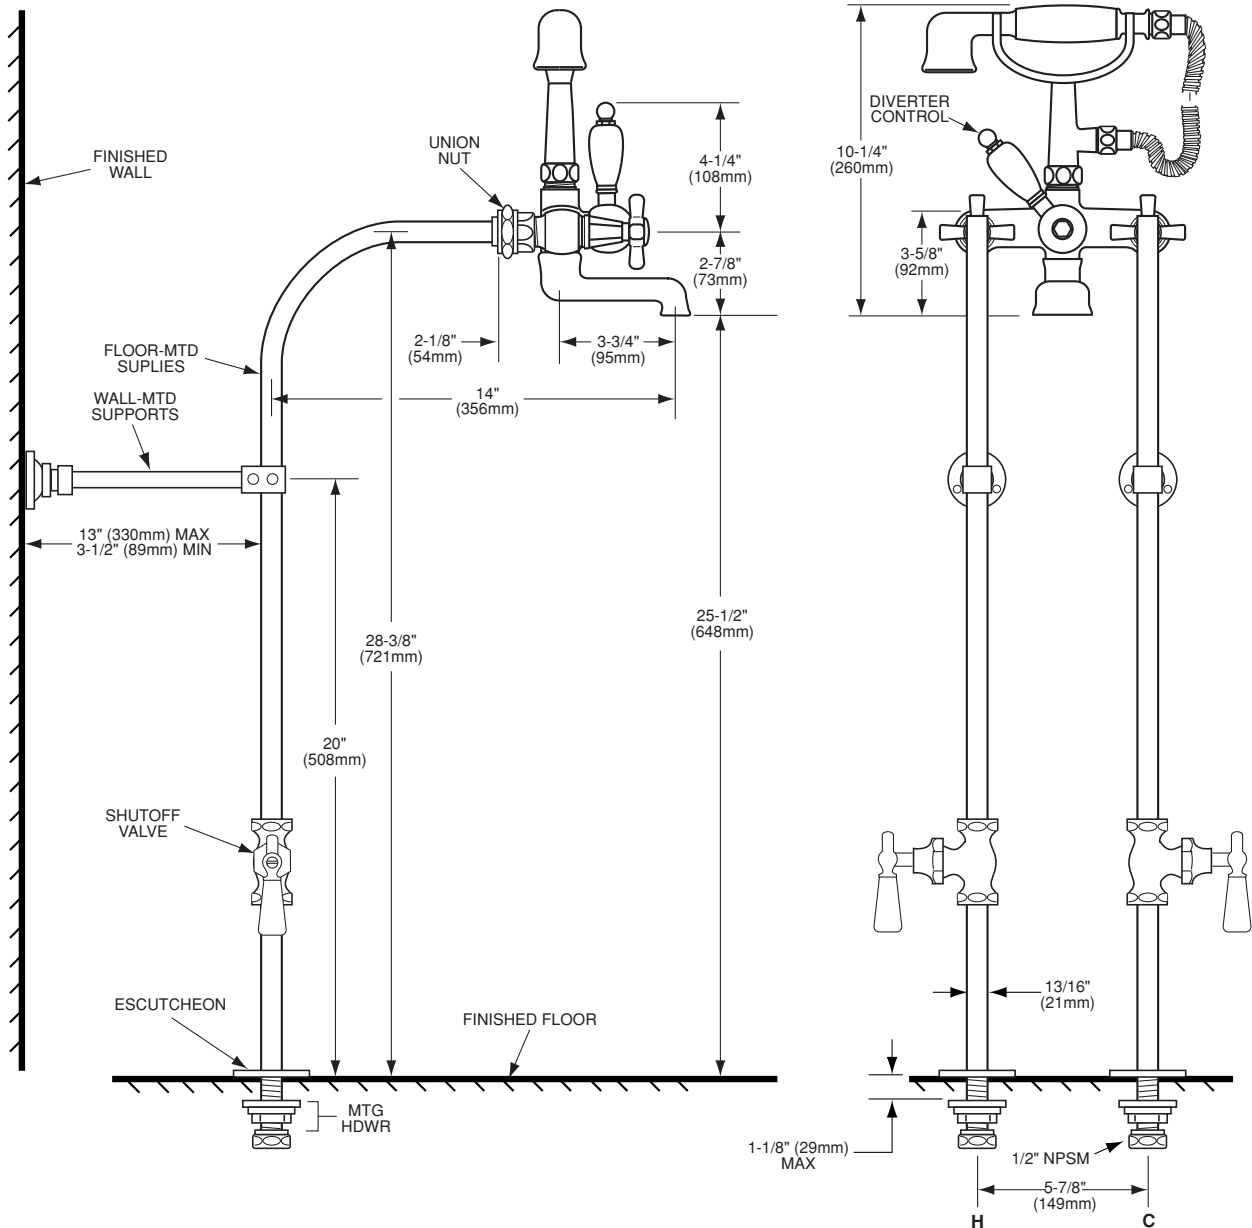 FINISHED
WALL
UNION
NUT
4-1/4"
(108mm)
2-7/8"
(73mm)
2-1/8"
(54mm)
3-3/4"
(95mm)
FLOOR-MTD
SUPLIES
WALL-MTD
SUPPORTS
14"
(356mm)
13" (330mm) MAX
3-1/2" (89mm) MIN
28-3/8"
(721mm)
25-1/2"
(648mm)
20"
(508mm)
SHUTOFF
VALVE
ESCUTCHEON
FINISHED FLOOR
MTG
HDWR
DIVERTER
CONTROL
10-1/4"
(260mm)
3-5/8"
(92mm)
13/16"
(21mm)
1-1/8" (29mm)
MAX
1/2" NPSM
5-7/8"
(149mm)
H
C